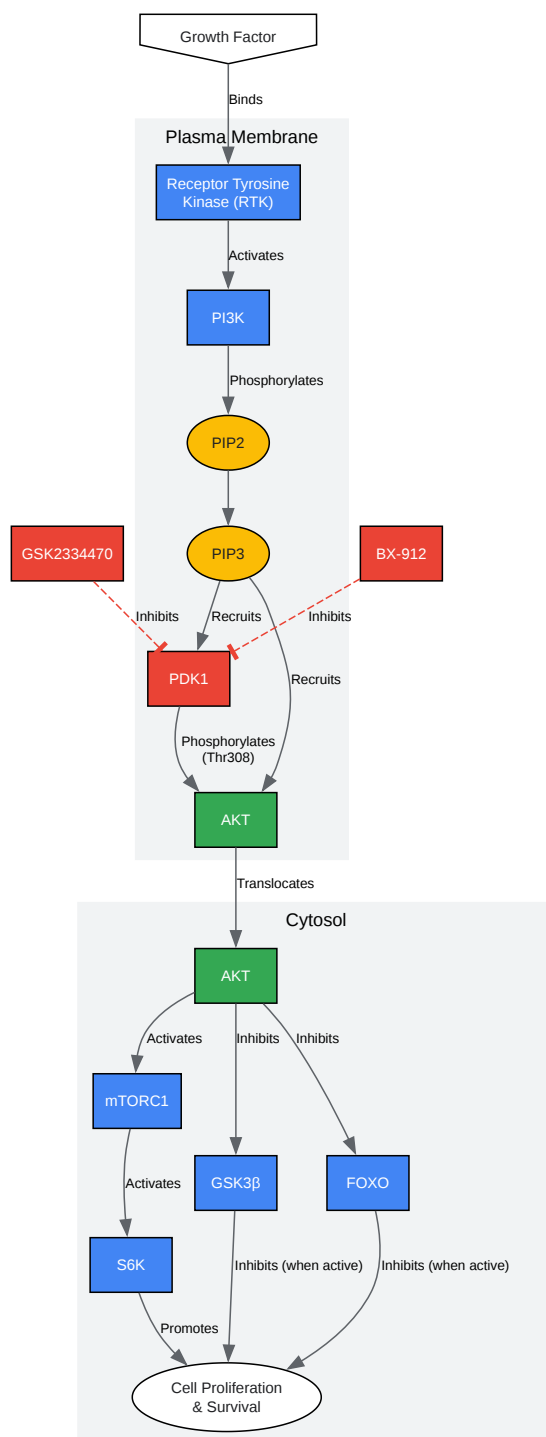 Growth Factor
Binds
Plasma Membrane
Receptor Tyrosine
Kinase (RTK)
Activates
PI3K
Phosphorylates
PIP2
GSK2334470
PIP3
BX-912
Inhibits
Recruits
Inhibits
PDK1
Recruits
Phosphorylates
(Thr308)
AKT
Translocates
Cytosol
AKT
Activates
Inhibits
Inhibits
mTORC1
Activates
GSK3β
FOXO
S6K
Inhibits (when active)
Inhibits (when active)
Promotes
Cell Proliferation
& Survival